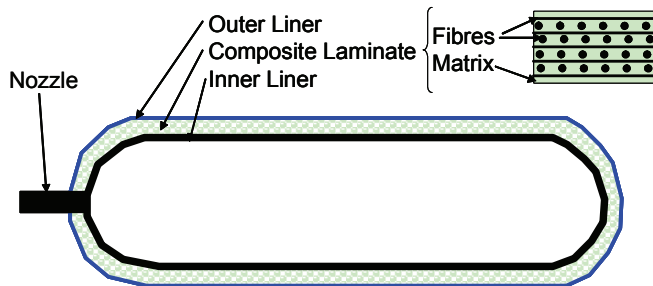 Outer Liner
Composite Laminate
Inner Liner
Fibres
Matrix
Nozzle